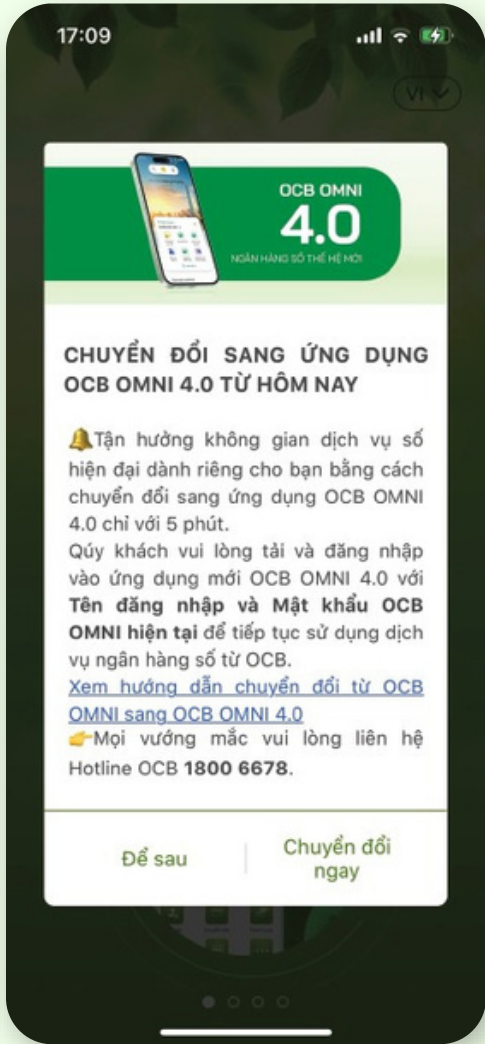 17:09
VI
OCB OMNI
4.0
NGÂN HÀNG SỐ THẾ HỆ MỚI
CHUYỂN ĐỔI SANG ỨNG DỤNG
OCB OMNI 4.0 TỪ HÔM NAY
🔔Tận hưởng không gian dịch vụ số
hiện đại dành riêng cho bạn bằng cách
chuyển đổi sang ứng dụng OCB OMNI
4.0 chỉ với 5 phút.
Qúy khách vui lòng tải và đăng nhập
vào ứng dụng mới OCB OMNI 4.0 với
Tên đăng nhập và Mật khẩu OCB
OMNI hiện tại để tiếp tục sử dụng dịch
vụ ngân hàng số từ OCB.
Xem hướng dẫn chuyển đổi từ OCB
OMNI sang OCB OMNI 4.0
👉Mọi vướng mắc vui lòng liên hệ
Hotline OCB 1800 6678.
Để sau
Chuyển đổi
ngay